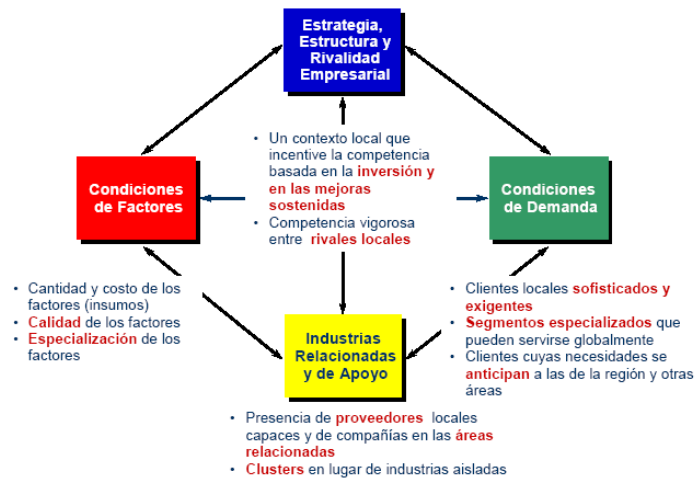 Estrategia,
Estructura y
Rivalidad
Empresarial
• Un contexto local que
incentive la competencia
basada en la inversión y
en las mejoras
sostenidas
• Competencia vigorosa
entre rivales locales
Condiciones
de Factores
Condiciones
de Demanda
• Cantidad y costo de los
factores (insumos)
• Calidad de los factores
• Especialización de los
factores
• Clientes locales sofisticados y
exigentes
• Segmentos especializados que
pueden servirse globalmente
• Clientes cuyas necesidades se
anticipan a las de la región y otras
áreas
Industrias
Relacionadas
y de Apoyo
• Presencia de proveedores locales
capaces y de compañías en las áreas
relacionadas
• Clusters en lugar de industrias aisladas